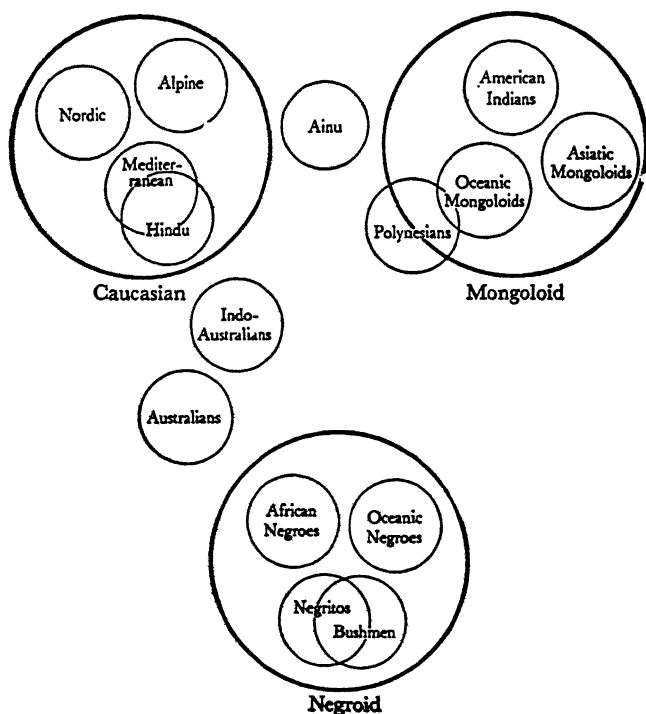 Nordic
Alpine
Mediter-
ranean
Hindu
Caucasian
Ainu
American
Indians
Asiatic
Mongoloids
Oceanic
Mongoloids
Polynesians
Mongoloid
Indo-
Australians
Australians
African
Negroes
Oceanic
Negroes
Negritos
Bushmen
Negroid